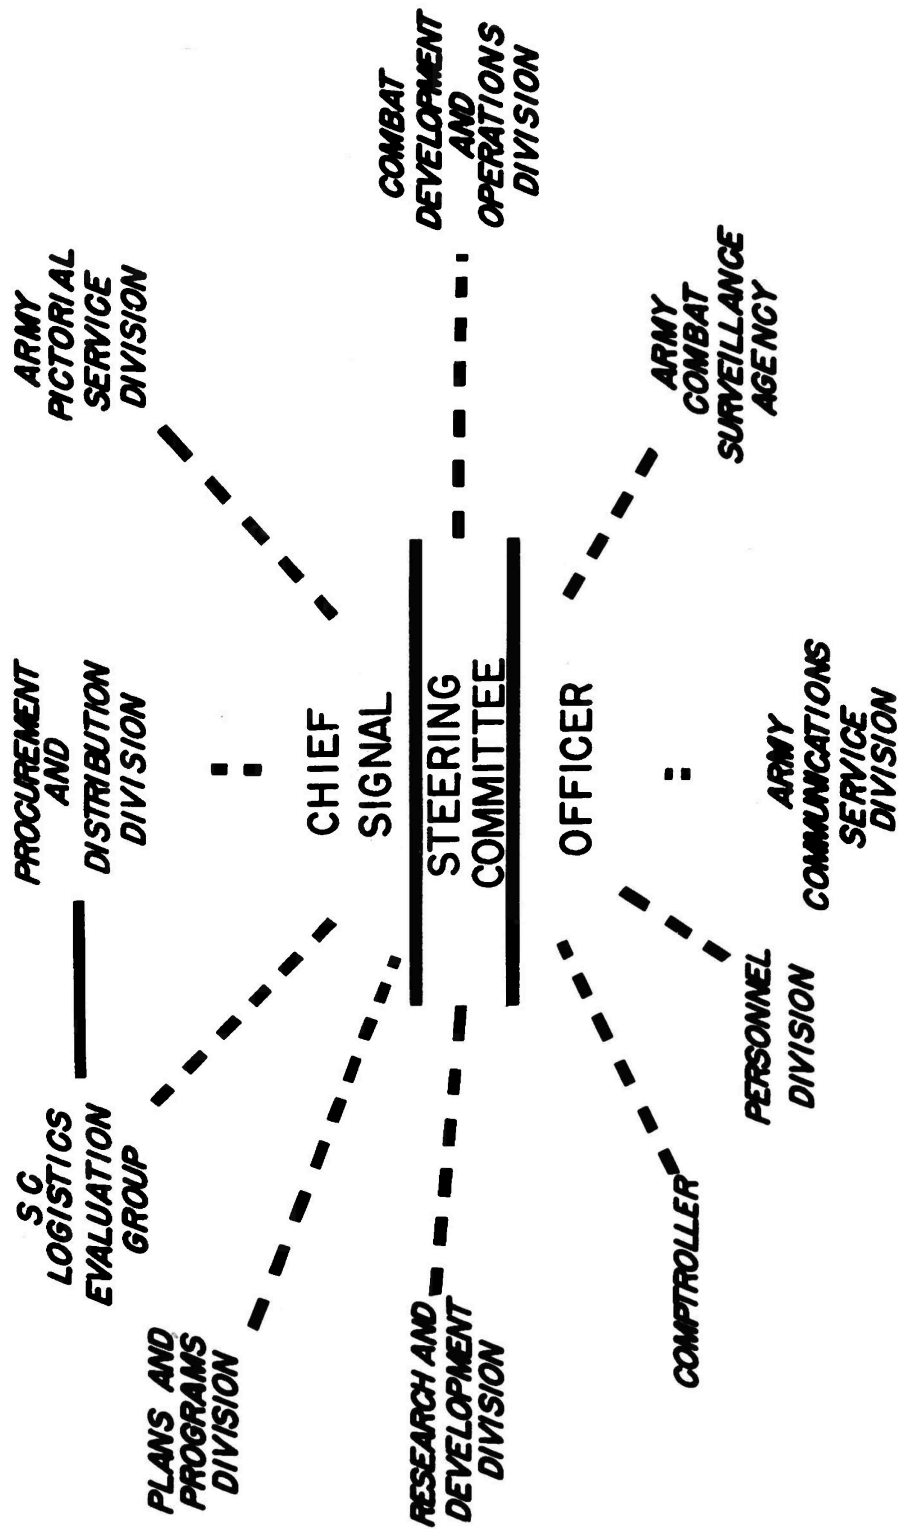 S C
LOGISTICS
EVALUATION
GROUP
PROCUREMENT
AND
DISTRIBUTION
DIVISION
ARMY
PICTORIAL
SERVICE
DIVISION
PLANS AND
PROGRAMS
DIVISION
CHIEF
SIGNAL
STEERING
COMMITTEE
OFFICER
RESEARCH AND
DEVELOPMENT
DIVISION
COMBAT
DEVELOPMENT
AND
OPERATIONS
DIVISION
COMPTROLLER
PERSONNEL
DIVISION
ARMY
COMMUNICATIONS
SERVICE
DIVISION
ARMY
COMBAT
SURVEILLANCE
AGENCY